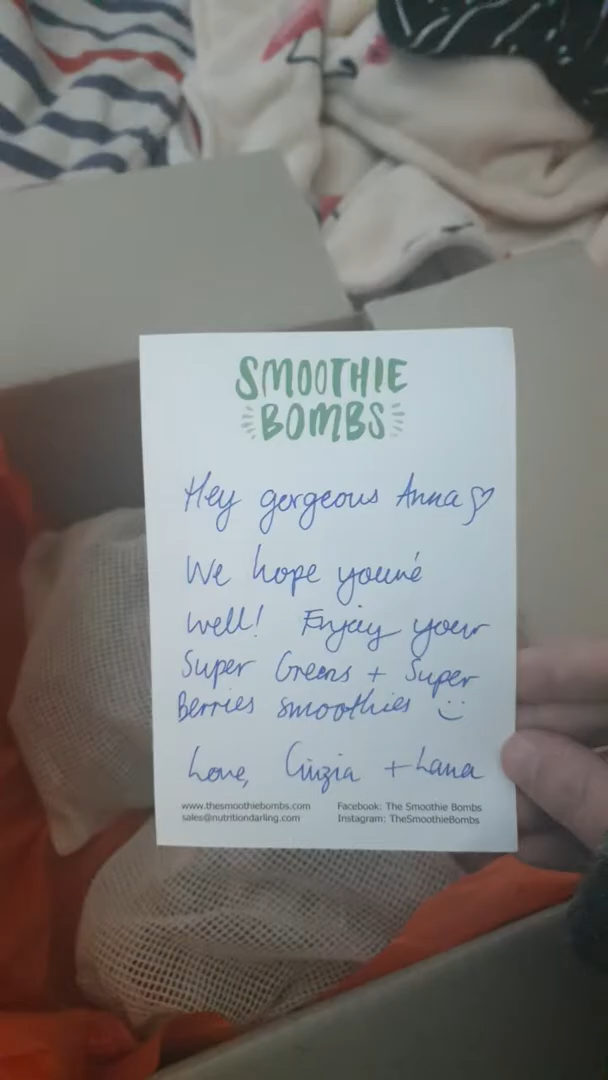 SMOOTHIE
BOMBS
Hey gorgeous Anna
We hope you're
well! Enjoy your
Super Greens + Super
Berries smoothies :)
Love, Cinzia + Lana
www.thesmoothiebombs.com Facebook: The Smoothie Bombs
sales@nutritiondarling.com Instagram: TheSmoothieBombs